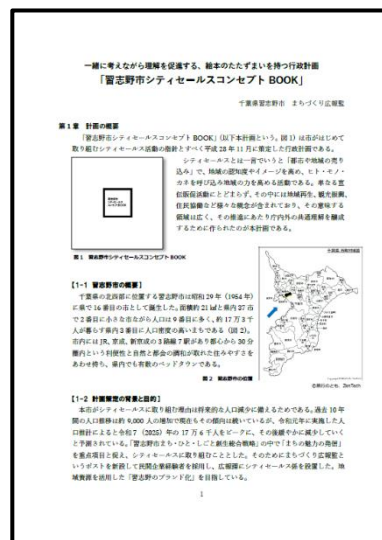 一緒に考えながら理解を促進する、絵本のたたずまいを持つ行政計画
「習志野市シティセールスコンセプト BOOK」
千葉県習志野市 まちづくり広報監
第1章 計画の概要
「習志野市シティセールスコンセプト BOOK」(以下本計画という。図1)は市がはじめて
取り組むシティセールス活動の指針とすべく平成 28 年 11 月に策定した行政計画である。
シティセールスとは一言でいうと「都市や地域の売り
込み」で、地域の認知度やイメージを高め、ヒト・モノ・
カネを呼び込み地域の力を高める活動である。単なる宣
伝販促活動にとどまらず、その中には地域再生、観光振興、
住民協働など様々な概念が含まれており、その意味する
領域は広く、その推進にあたり庁内外の共通理解を醸成
するために作られたのが本計画である。
図1 習志野市シティセールスコンセプト BOOK
【1-1 習志野市の概要】
千葉県の北西部に位置する習志野市は昭和 29 年(1954 年)
に県で 16 番目の市として誕生した。面積約 21 ㎢と県内 37 市
で 2 番目に小さな市ながら人口は 9 番目に多く、約 17 万 3 千
人が暮らす県内 3 番目に人口密度の高いまちである(図 2)。
市内には JR、京成、新京成の 3 路線 7 駅があり都心から 30 分
圏内という利便性と自然と都会の調和が取れた住みやすさを
あわせ持ち、県内でも有数のベッドタウンである。
図2 習志野市の位置
©旅行のとも、ZenTech
【1-2 計画策定の背景と目的】
本市がシティセールスに取り組む理由は将来的な人口減少に備えるためである。過去 10 年
間の人口推移は約 9,000 人の増加で現在もその傾向は続いているが、令和元年に実施した人
口推計によると令和 7(2025)年の 17 万 6 千人をピークに、その後緩やかに減少していく
と予測されている。「習志野市まち・ひと・しごと創生総合戦略」の中で「まちの魅力の発信」
を重点項目と捉え、シティセールスに取り組むこととした。そのためにまちづくり広報監と
いうポストを新設して民間企業経験者を採用し、広報課にシティセールス係を設置した。地
域資源を活用した「習志野のブランド化」を目指している。
1